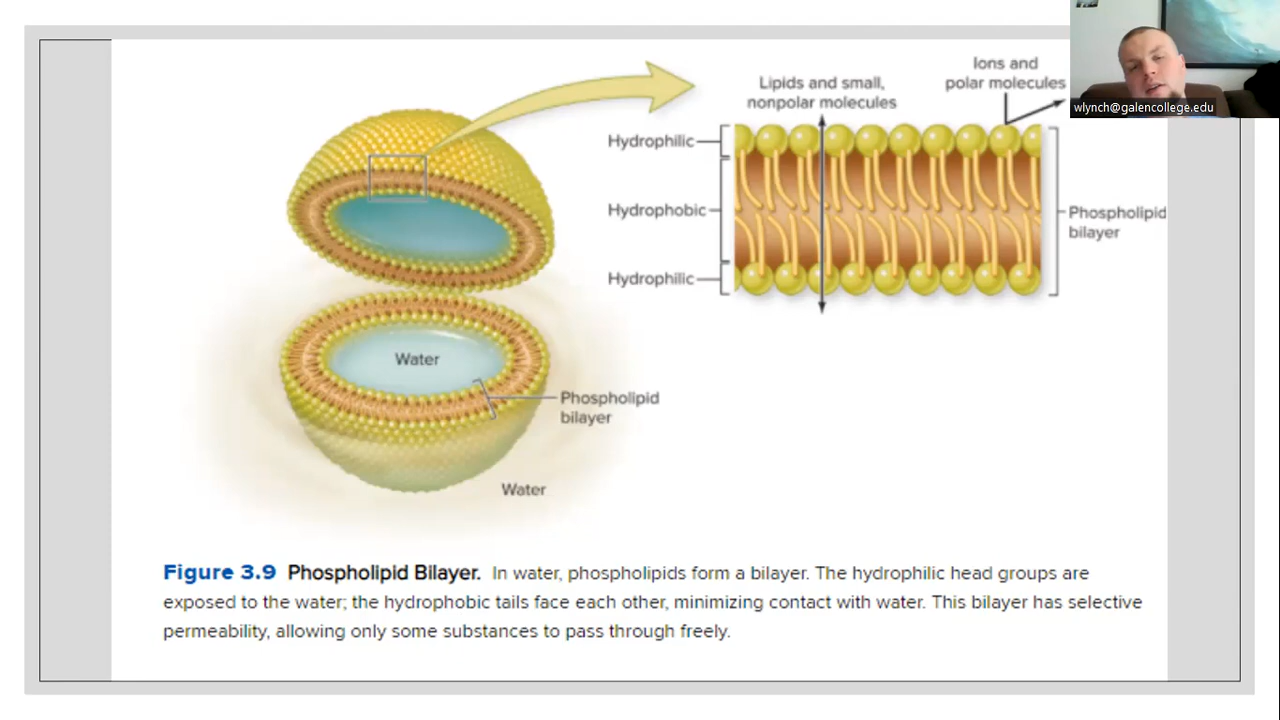 wlynch@galencollege.edu
Lipids and small,
nonpolar molecules
Ions and
polar molecules
Hydrophilic
Hydrophobic
Hydrophilic
Phospholipid
bilayer
Water
Phospholipid
bilayer
Water
Figure 3.9 Phospholipid Bilayer. In water, phospholipids form a bilayer. The hydrophilic head groups are
exposed to the water; the hydrophobic tails face each other, minimizing contact with water. This bilayer has selective
permeability, allowing only some substances to pass through freely.